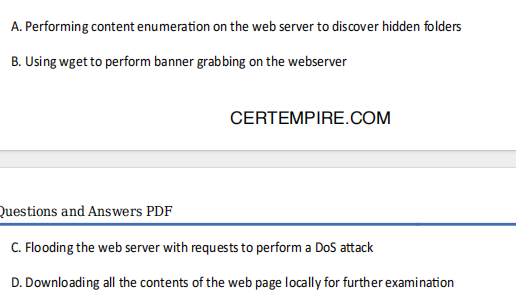 A. Performing content enumeration on the web server to discover hidden folders
B. Using wget to perform banner grabbing on the webserver
CERTEMPIRE.COM
Questions and Answers PDF
C. Flooding the web server with requests to perform a DoS attack
D. Downloading all the contents of the web page locally for further examination